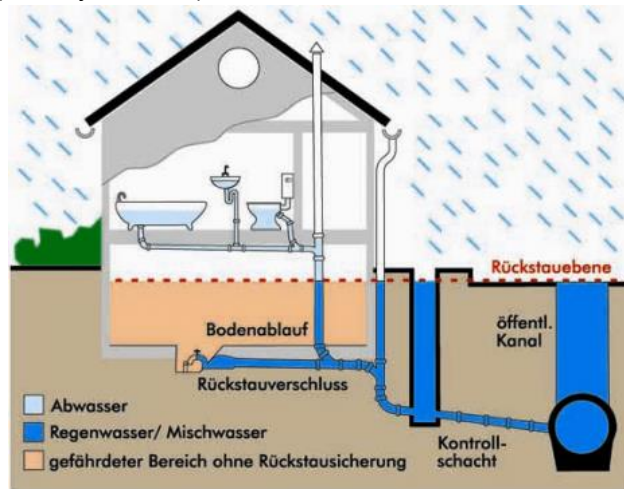 Rückstauebene
Bodenablauf
öffentl.
Kanal
Rückstauverschluss
Abwasser
Regenwasser/ Mischwasser
Kontroll-
schacht
gefährdeter Bereich ohne Rückstausicherung